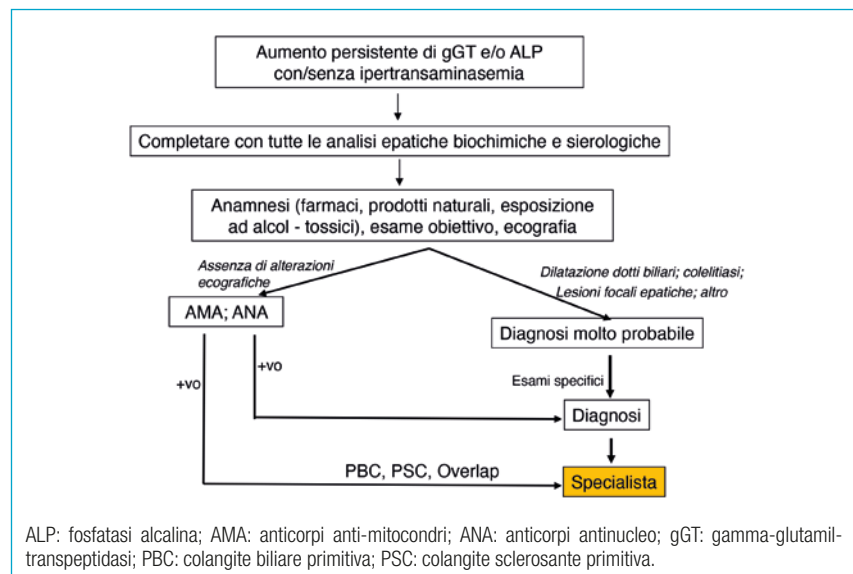 Aumento persistente di gGT e/o ALP
con/senza ipertransaminasemia
Completare con tutte le analisi epatiche biochimiche e sierologiche
Anamnesi (farmaci, prodotti naturali, esposizione
ad alcol - tossici), esame obiettivo, ecografia
Assenza di alterazioni
ecografiche
Dilatazione dotti biliari; colelitiasi;
Lesioni focali epatiche; altro
AMA; ANA
Diagnosi molto probabile
+vo
+vo
Esami specifici
Diagnosi
PBC, PSC, Overlap
Specialista
ALP: fosfatasi alcalina; AMA: anticorpi anti-mitocondri; ANA: anticorpi antinucleo; gGT: gamma-glutamil-
transpeptidasi; PBC: colangite biliare primitiva; PSC: colangite sclerosante primitiva.